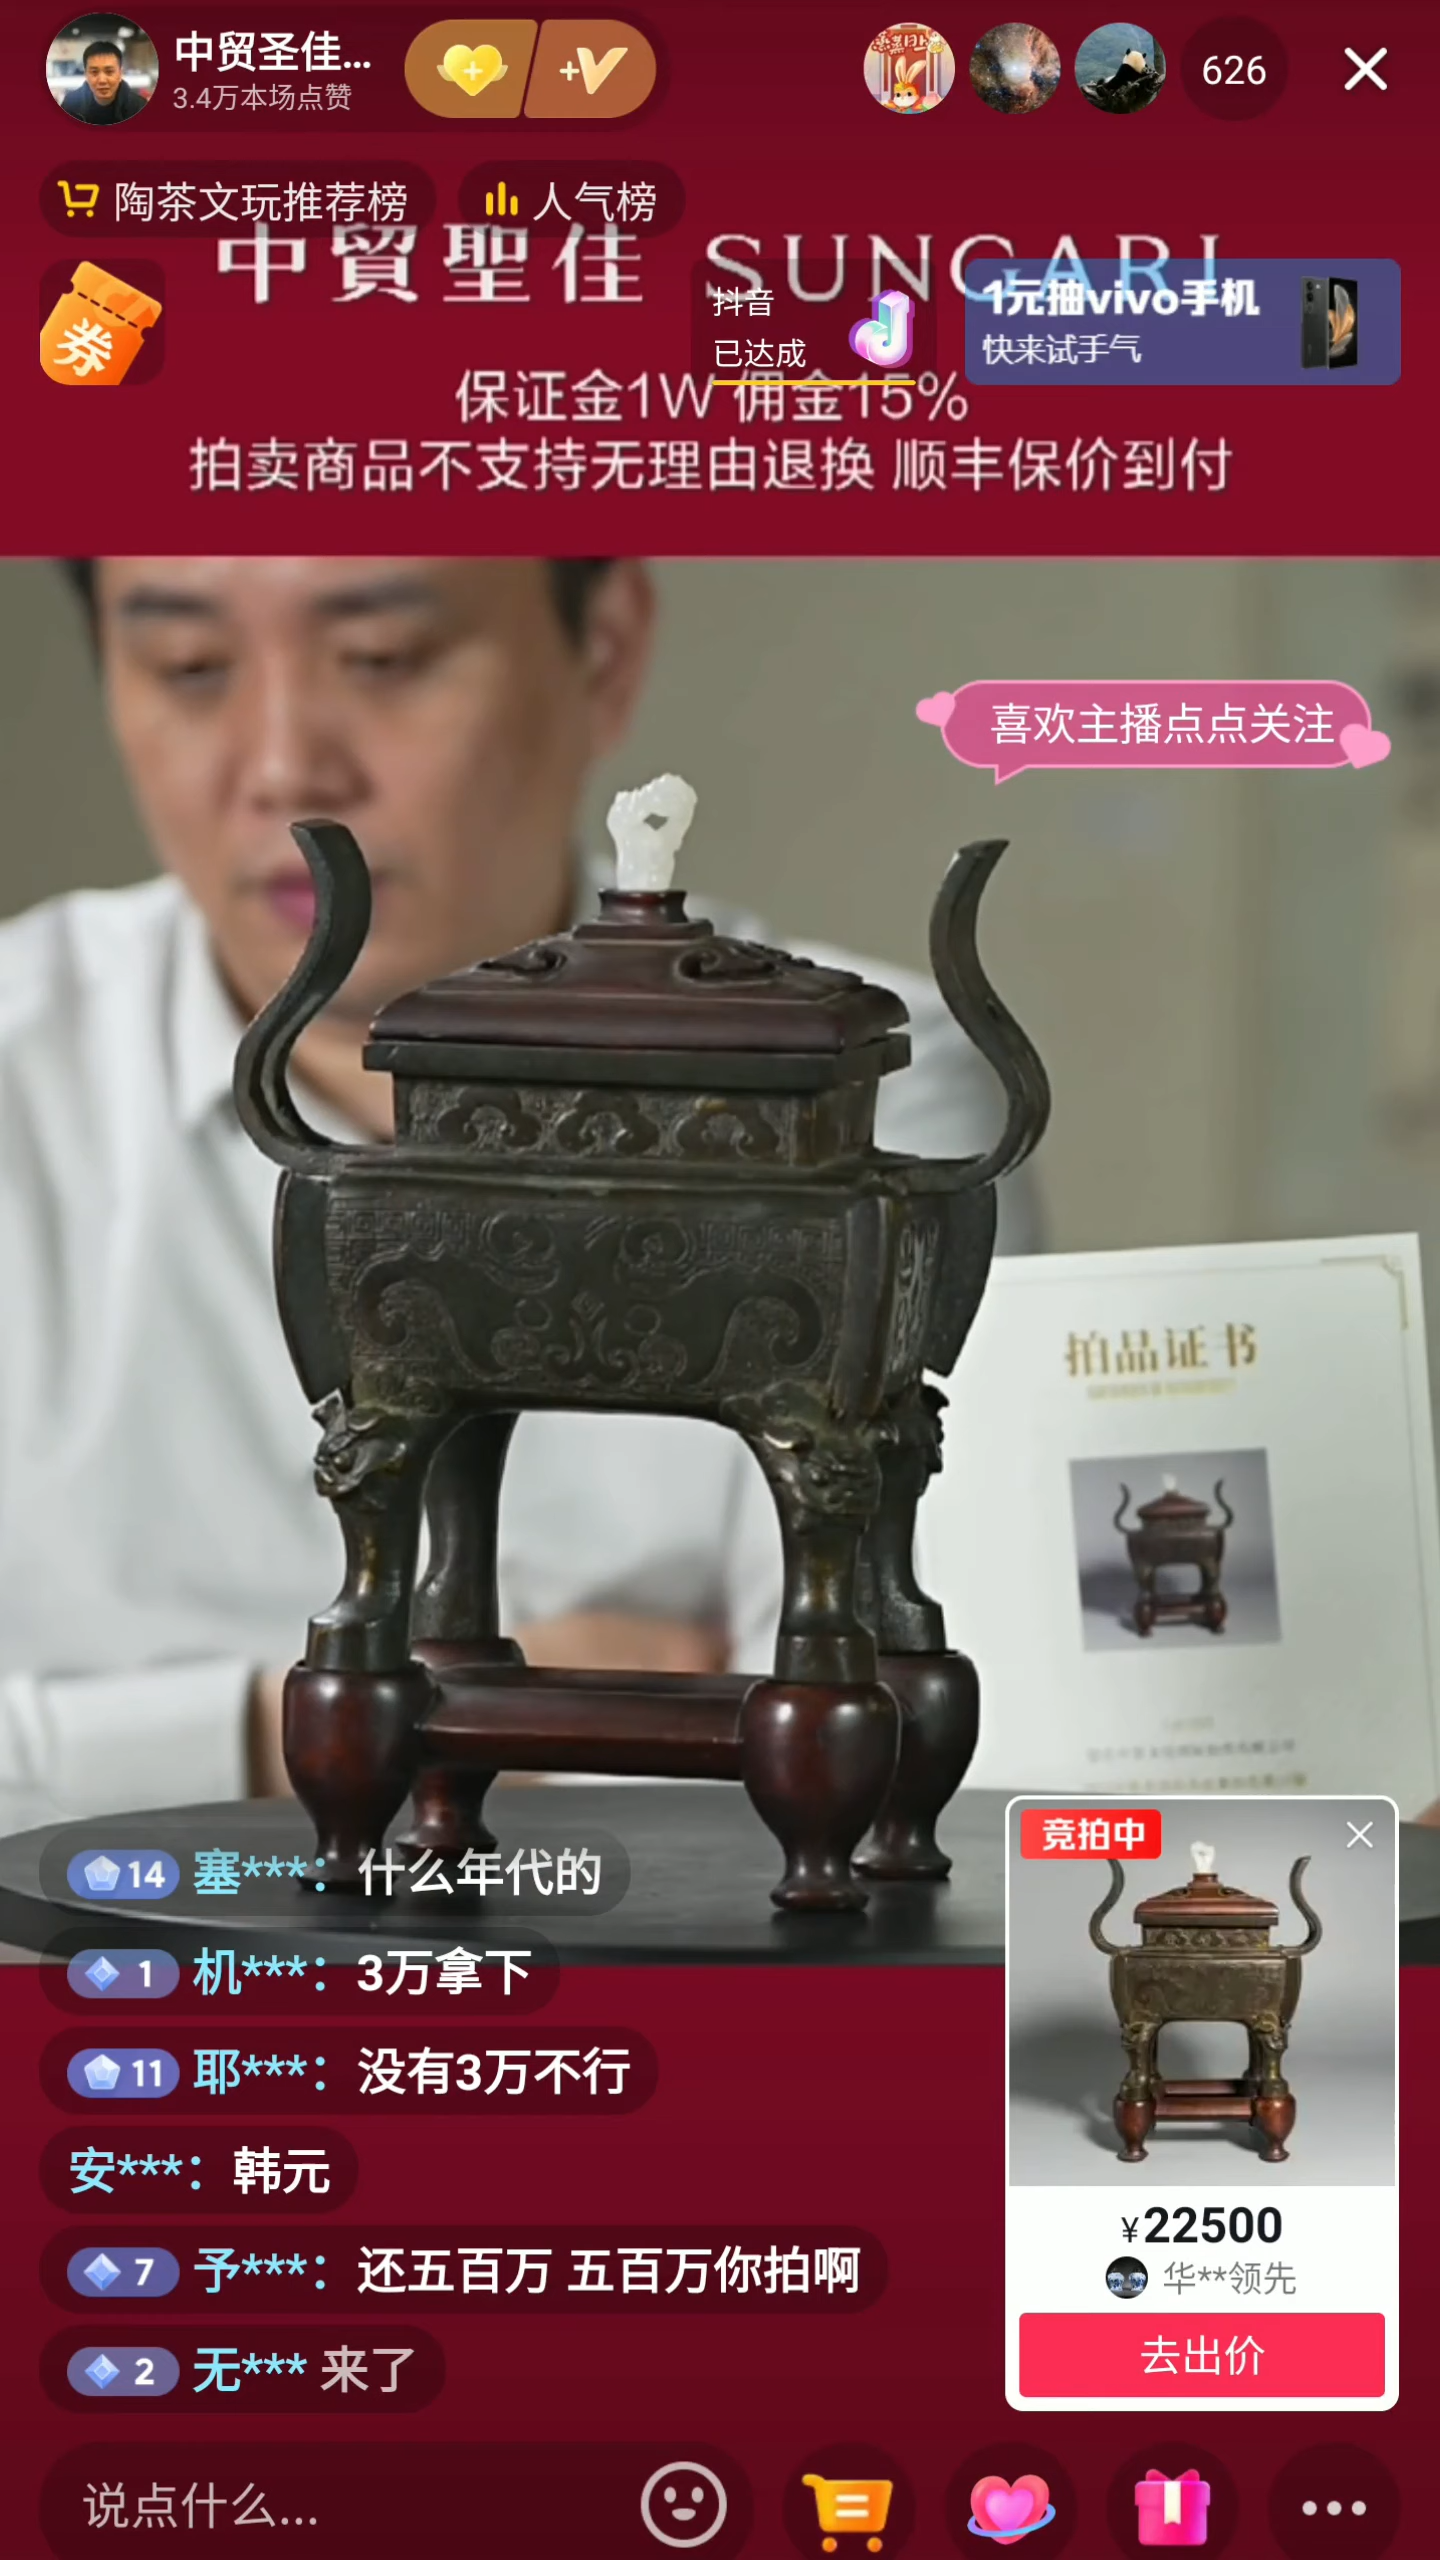 中贸圣佳...
3.4万本场点赞
626
陶茶文玩推荐榜
人气榜
中貿聖佳 SUNGARI
券
抖音
已达成
1元抽vivo手机
快来试手气
保证金1W 佣金15%
拍卖商品不支持无理由退换 顺丰保价到付
喜欢主播点点关注
拍品证书
14 塞***：什么年代的
1 机***：3万拿下
11 耶***：没有3万不行
安***：韩元
7 予***：还五百万 五百万你拍啊
2 无*** 来了
竞拍中
¥22500
华**领先
去出价
说点什么...